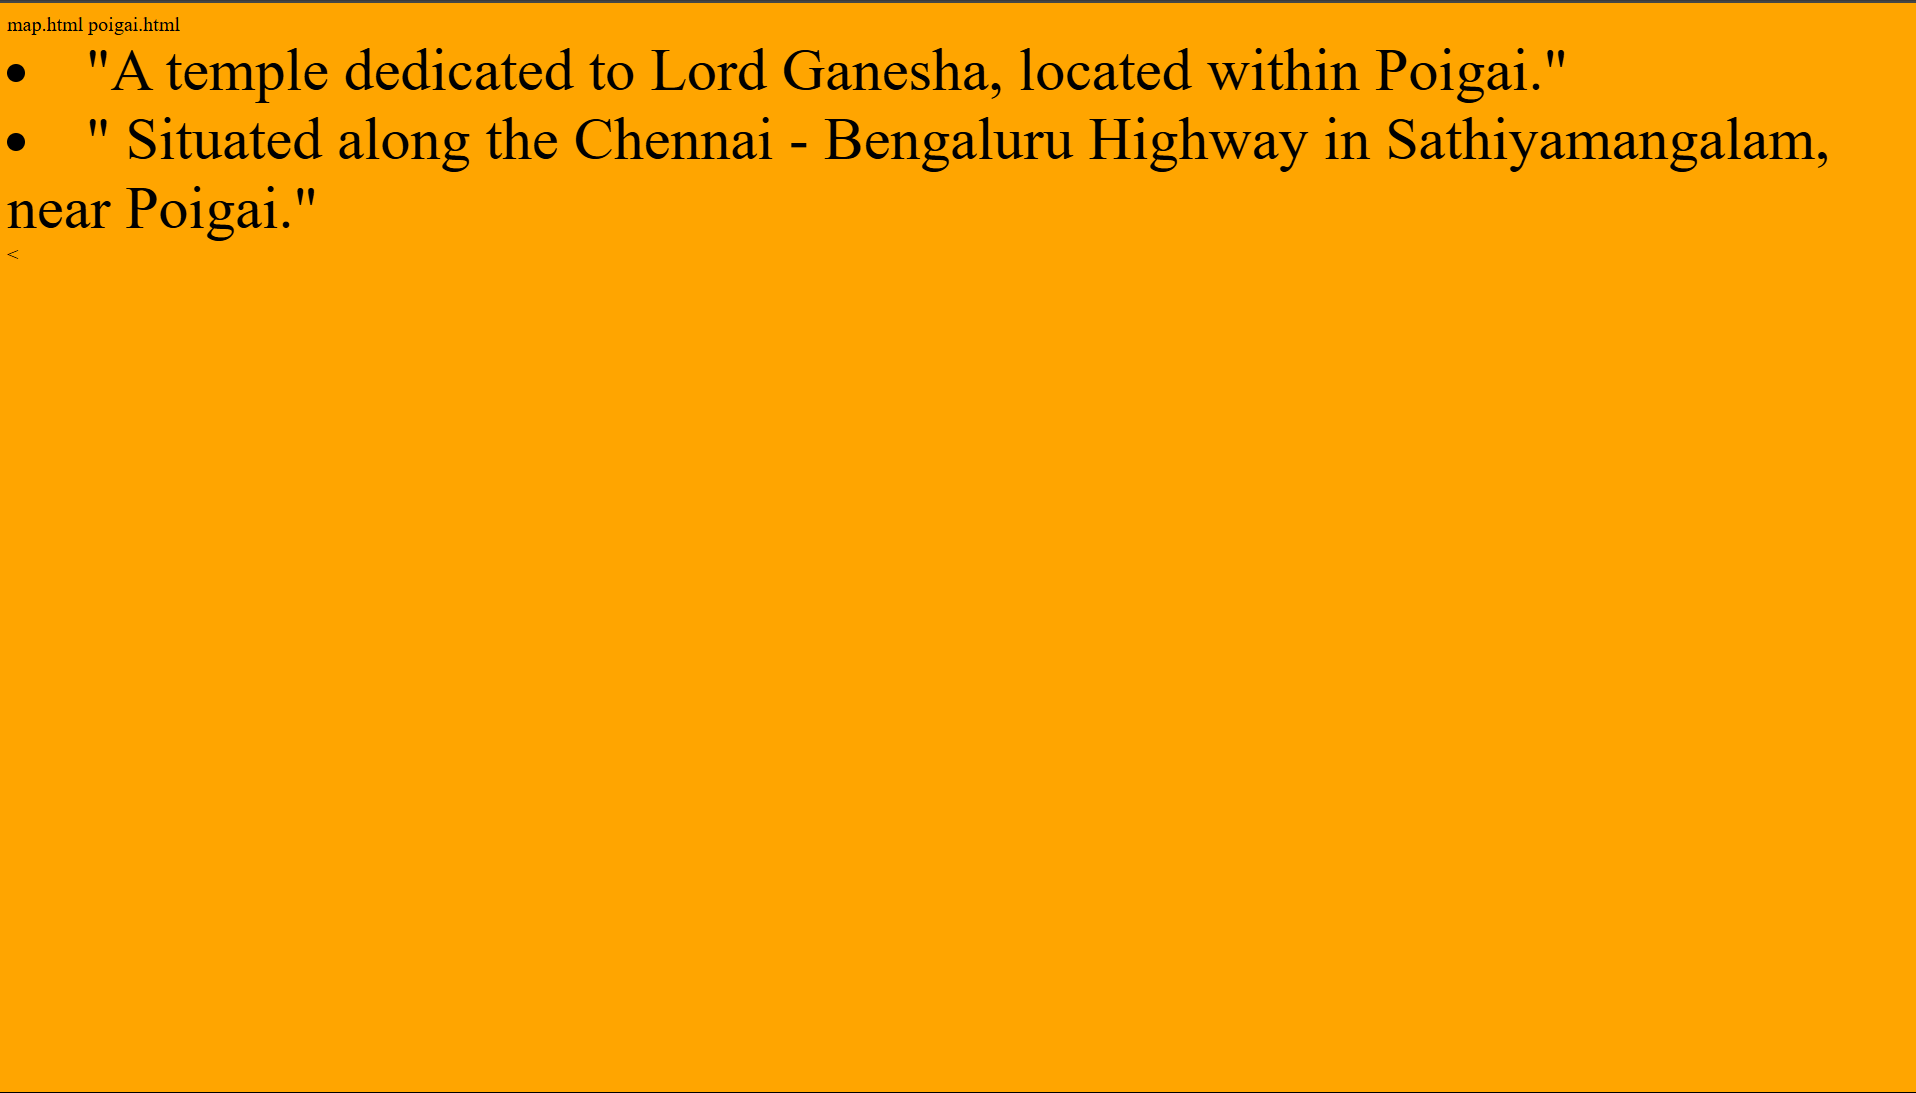 map.html poigai.html
• "A temple dedicated to Lord Ganesha, located within Poigai."
• " Situated along the Chennai - Bengaluru Highway in Sathiyamangalam,
near Poigai."
<